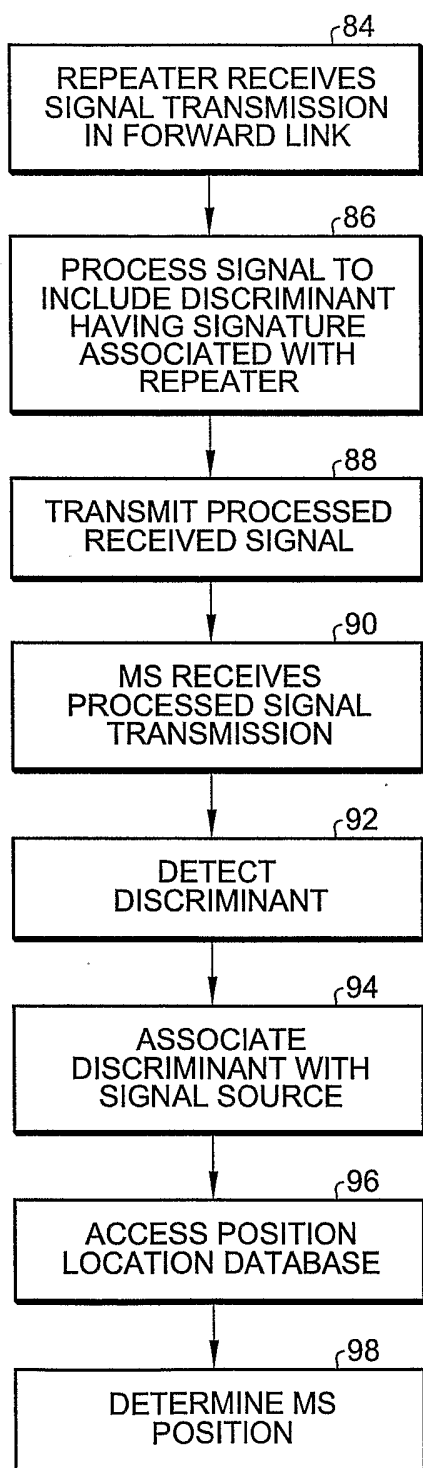 84
REPEATER RECEIVES
SIGNAL TRANSMISSION
IN FORWARD LINK
86
PROCESS SIGNAL TO
INCLUDE DISCRIMINANT
HAVING SIGNATURE
ASSOCIATED WITH
REPEATER
88
TRANSMIT PROCESSED
RECEIVED SIGNAL
90
MS RECEIVES
PROCESSED SIGNAL
TRANSMISSION
92
DETECT
DISCRIMINANT
94
ASSOCIATE
DISCRIMINANT WITH
SIGNAL SOURCE
96
ACCESS POSITION
LOCATION DATABASE
98
DETERMINE MS
POSITION